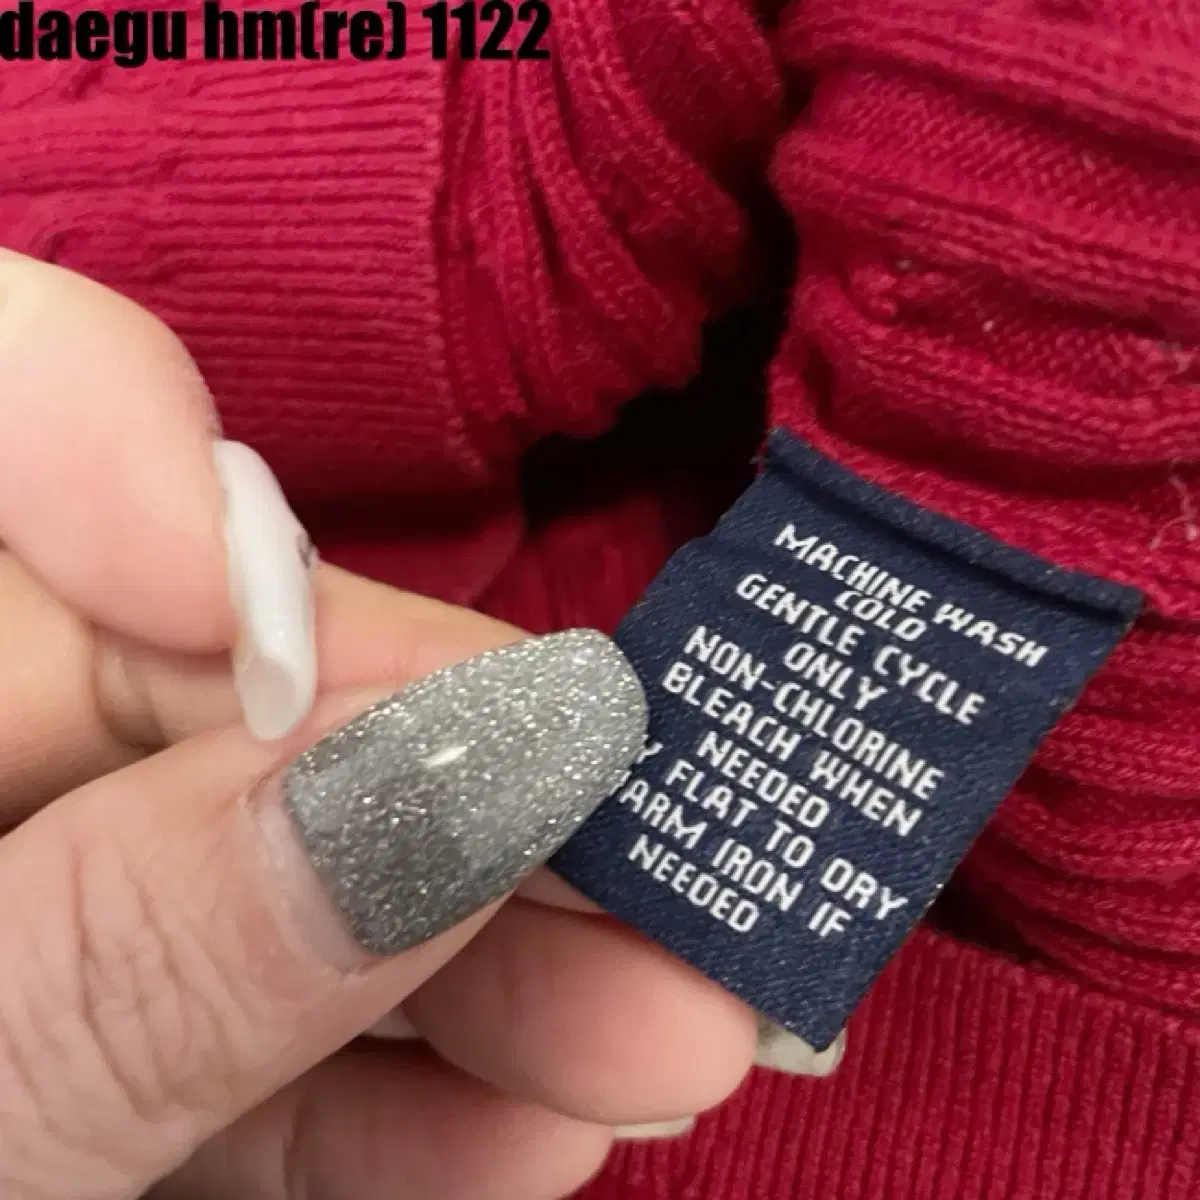 daegu hm(re) 1122
MACHINE WASH
COLD
GENTLE CYCLE
ONLY
NON-CHLORINE
BLEACH WHEN
NEEDED
Y FLAT TO DRY
ARM IRON IF
NEEDED